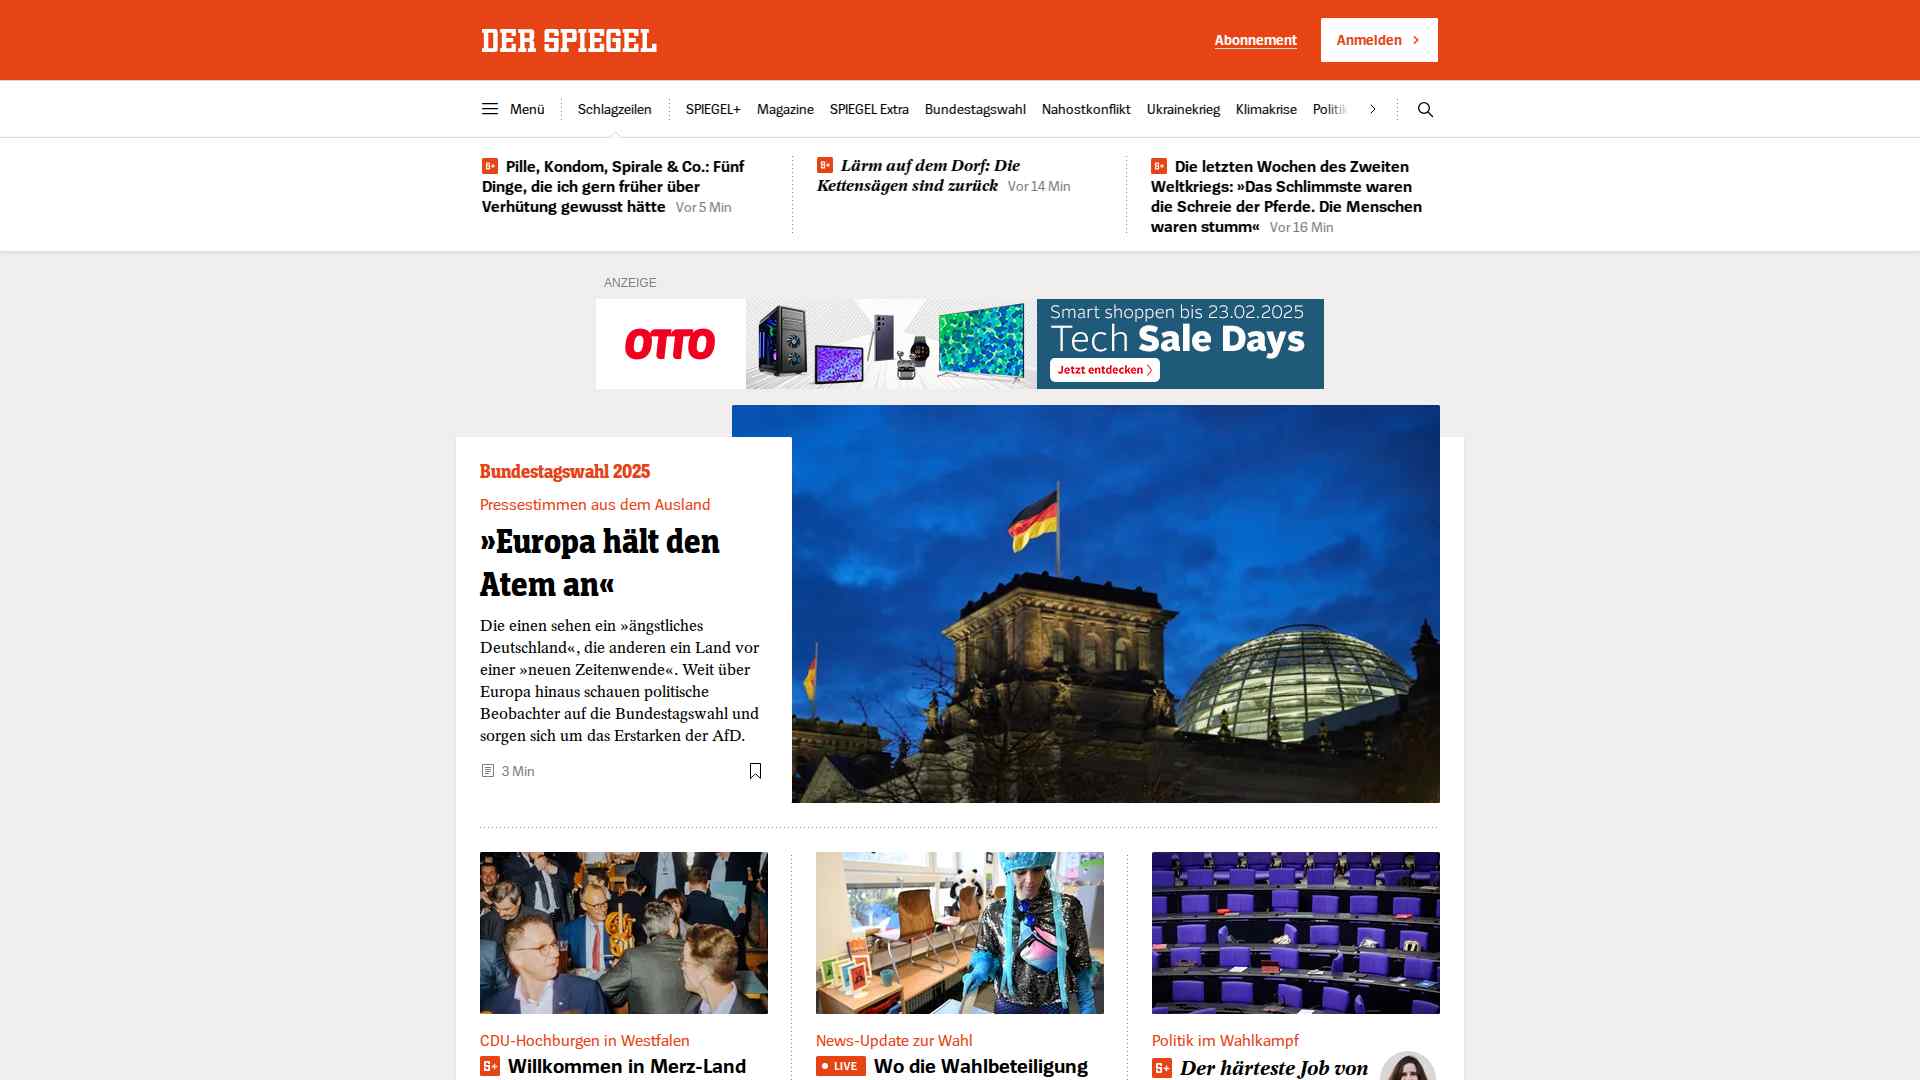 DER SPIEGEL
Abonnement
Anmelden
Menü
Schlagzeilen
SPIEGEL+
Magazine
SPIEGEL Extra
Bundestagswahl
Nahostkonflikt
Ukrainekrieg
Klimakrise
Politik
S+ Pille, Kondom, Spirale & Co.: Fünf
Dinge, die ich gern früher über
Verhütung gewusst hätte Vor 5 Min
S+ Lärm auf dem Dorf: Die
Kettensägen sind zurück Vor 14 Min
S+ Die letzten Wochen des Zweiten
Weltkriegs: »Das Schlimmste waren
die Schreie der Pferde. Die Menschen
waren stumm« Vor 16 Min
ANZEIGE
OTTO
Smart shoppen bis 23.02.2025
Tech Sale Days
Jetzt entdecken
Bundestagswahl 2025
Pressestimmen aus dem Ausland
»Europa hält den
Atem an«
Die einen sehen ein »ängstliches
Deutschland«, die anderen ein Land vor
einer »neuen Zeitenwende«. Weit über
Europa hinaus schauen politische
Beobachter auf die Bundestagswahl und
sorgen sich um das Erstarken der AfD.
3 Min
CDU-Hochburgen in Westfalen
S+ Willkommen in Merz-Land
News-Update zur Wahl
LIVE Wo die Wahlbeteiligung
Politik im Wahlkampf
S+ Der härteste Job von